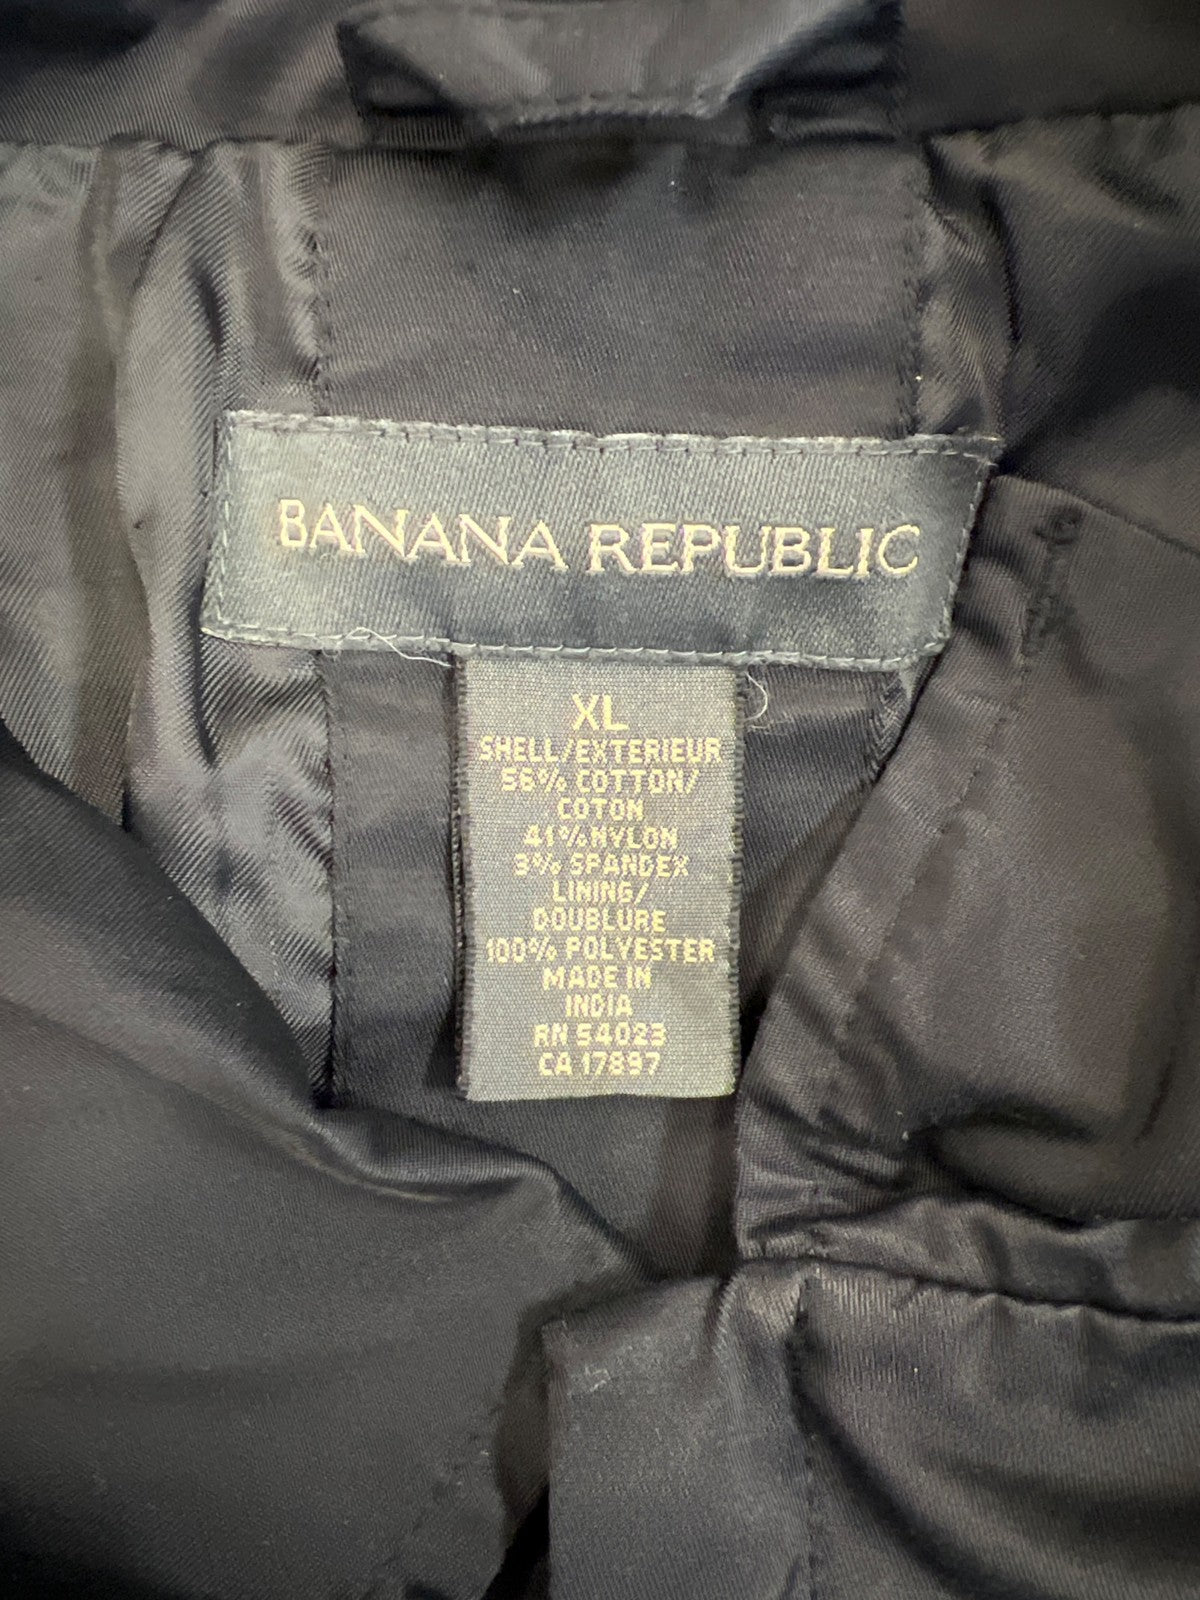 BANANA REPUBLIC
XL
SHELL/EXTERIEUR
56% COTTON/
COTON
41% NYLON
3% SPANDEX
LINING/
DOUBLURE
100% POLYESTER
MADE IN
INDIA
RN 54023
CA 17897